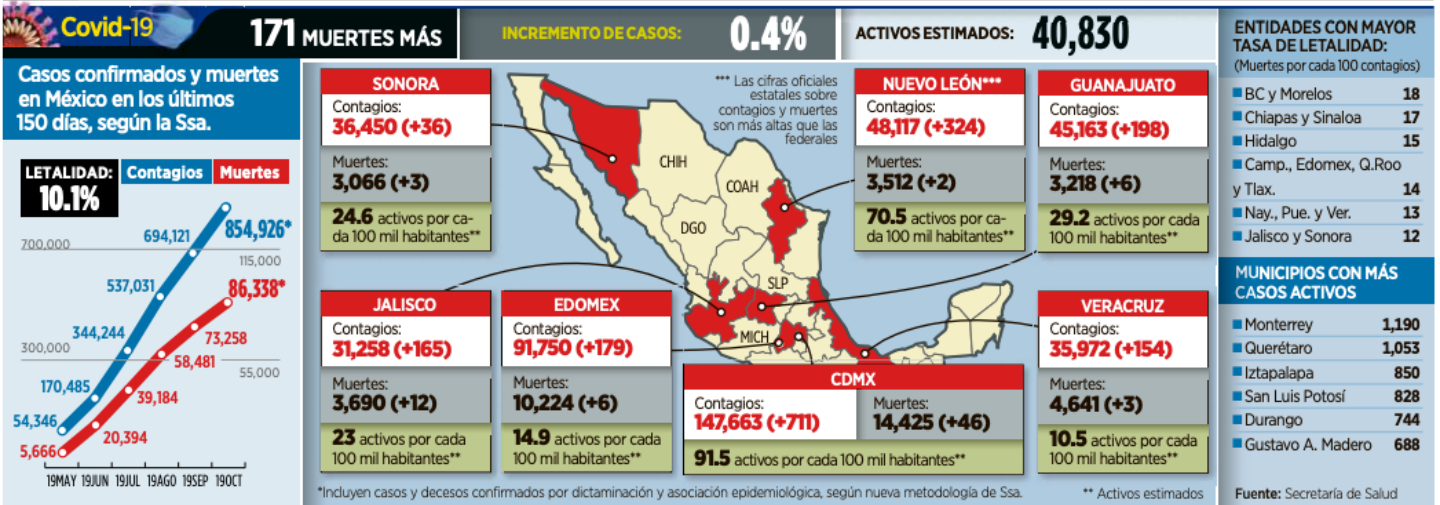 Covid-19
171 MUERTES MÁS
INCREMENTO DE CASOS:
0.4%
ACTIVOS ESTIMADOS:
40,830
Casos confirmados y muertes
en México en los últimos
150 días, según la Ssa.
LETALIDAD:
10.1%
Contagios
Muertes
854,926*
694,121
700,000
115,000
537,031
86,338*
344,244
73,258
300,000
58,481
55,000
170,485
39,184
54,346
20,394
5,666
19MAY 19JUN 19JUL 19AGO 19SEP 19OCT
SONORA
Contagios:
36,450 (+36)
Muertes:
3,066 (+3)
24.6 activos por ca-
da 100 mil habitantes**
*** Las cifras oficiales
estatales sobre
contagios y muertes
son más altas que las
federales
NUEVO LEÓN***
Contagios:
48,117 (+324)
Muertes:
3,512 (+2)
70.5 activos por ca-
da 100 mil habitantes**
GUANAJUATO
Contagios:
45,163 (+198)
Muertes:
3,218 (+6)
29.2 activos por cada
100 mil habitantes**
CHIH
COAH
DGO
SLP
MICH
JALISCO
Contagios:
31,258 (+165)
Muertes:
3,690 (+12)
23 activos por cada
100 mil habitantes**
EDOMEX
Contagios:
91,750 (+179)
Muertes:
10,224 (+6)
14.9 activos por cada
100 mil habitantes**
CDMX
Contagios:
147,663 (+711)
Muertes:
14,425 (+46)
91.5 activos por cada 100 mil habitantes**
VERACRUZ
Contagios:
35,972 (+154)
Muertes:
4,641 (+3)
10.5 activos por cada
100 mil habitantes**
*Incluyen casos y decesos confirmados por dictaminación y asociación epidemiológica, según nueva metodología de Ssa.
** Activos estimados
ENTIDADES CON MAYOR
TASA DE LETALIDAD:
(Muertes por cada 100 contagios)
BC y Morelos 18
Chiapas y Sinaloa 17
Hidalgo 15
Camp., Edomex, Q.Roo
y Tlax. 14
Nay., Pue. y Ver. 13
Jalisco y Sonora 12
MUNICIPIOS CON MÁS
CASOS ACTIVOS
Monterrey 1,190
Querétaro 1,053
Iztapalapa 850
San Luis Potosí 828
Durango 744
Gustavo A. Madero 688
Fuente: Secretaría de Salud